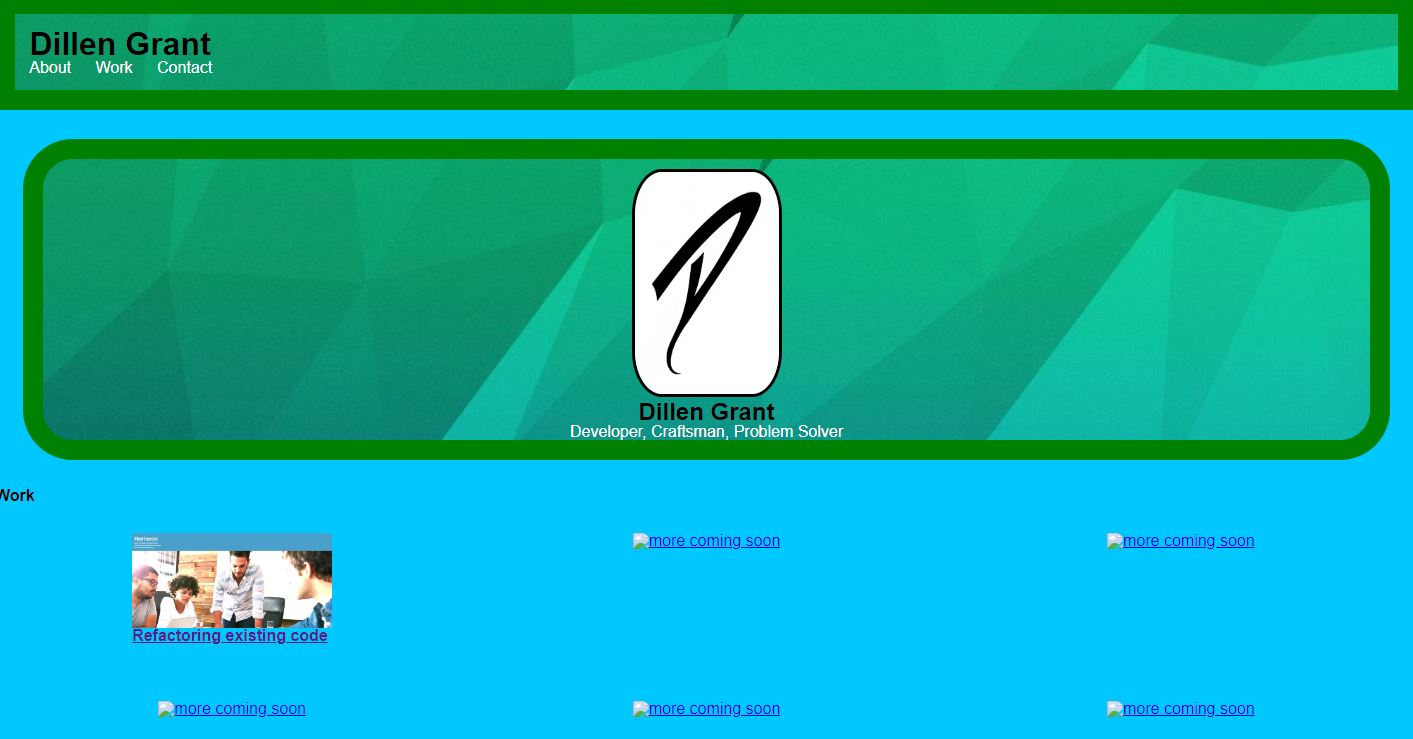 Dillen Grant
About Work Contact
Dillen Grant
Developer, Craftsman, Problem Solver
Work
Horiseon
Refactoring existing code
more coming soon
more coming soon
more coming soon
more coming soon
more coming soon